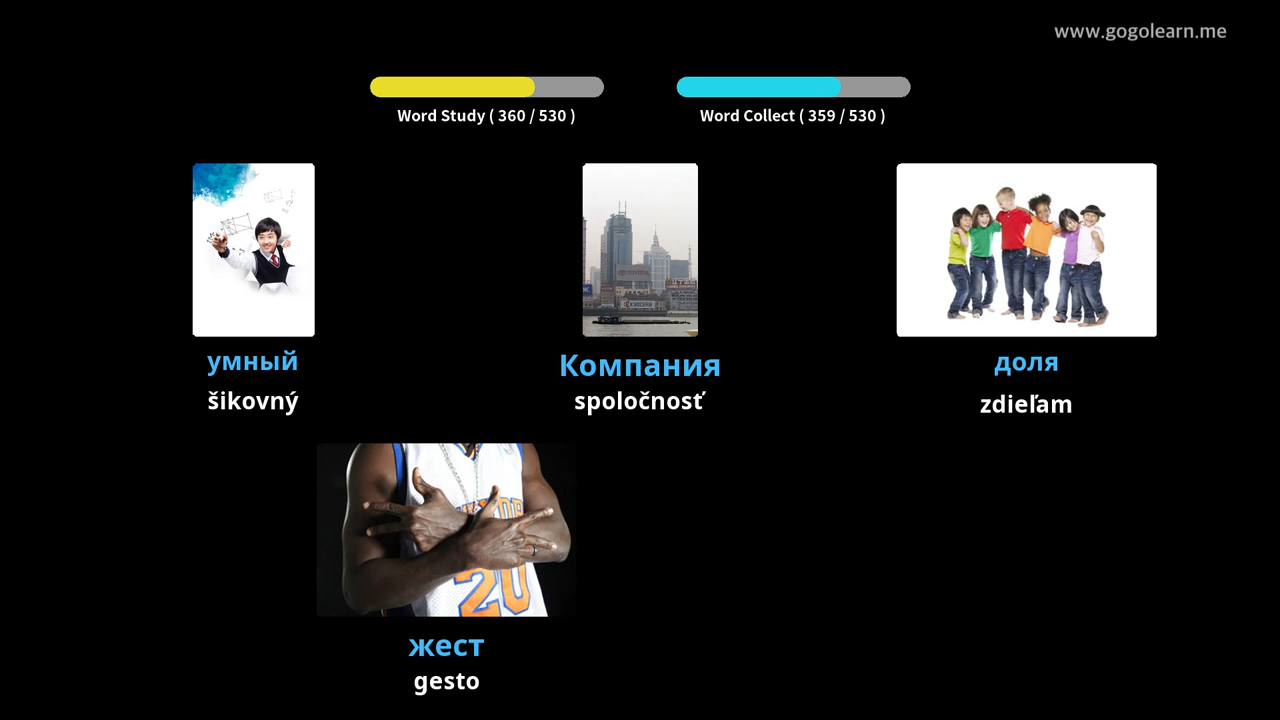 www.gogolearn.me
Word Study ( 360 / 530 )
Word Collect ( 359 / 530 )
умный
Компания
доля
šikovný
spoločnosť
zdieľam
20
жест
gesto